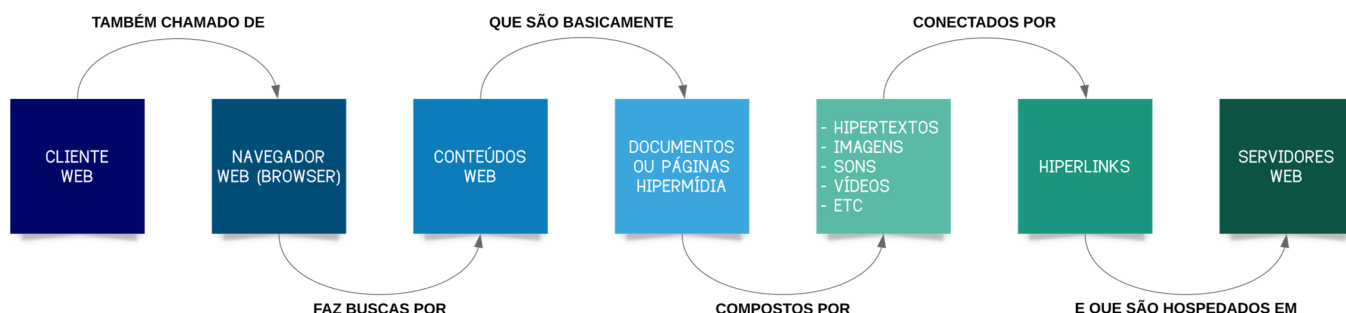 TAMBÉM CHAMADO DE
QUE SÃO BASICAMENTE
CONECTADOS POR
CLIENTE
WEB
NAVEGADOR
WEB (BROWSER)
CONTEÚDOS
WEB
DOCUMENTOS
OU PÁGINAS
HIPERMÍDIA
- HIPERTEXTOS
- IMAGENS
- SONS
- VÍDEOS
- ETC
HIPERLINKS
SERVIDORES
WEB
FAZ BUSCAS POR
COMPOSTOS POR
E QUE SÃO HOSPEDADOS EM